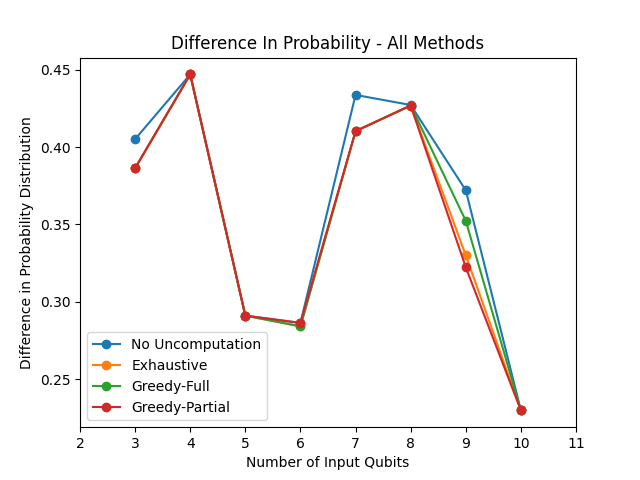 Difference In Probability - All Methods
Difference in Probability Distribution
0.45
0.40
0.35
0.30
0.25
No Uncomputation
Exhaustive
Greedy-Full
Greedy-Partial
2 3 4 5 6 7 8 9 10 11
Number of Input Qubits